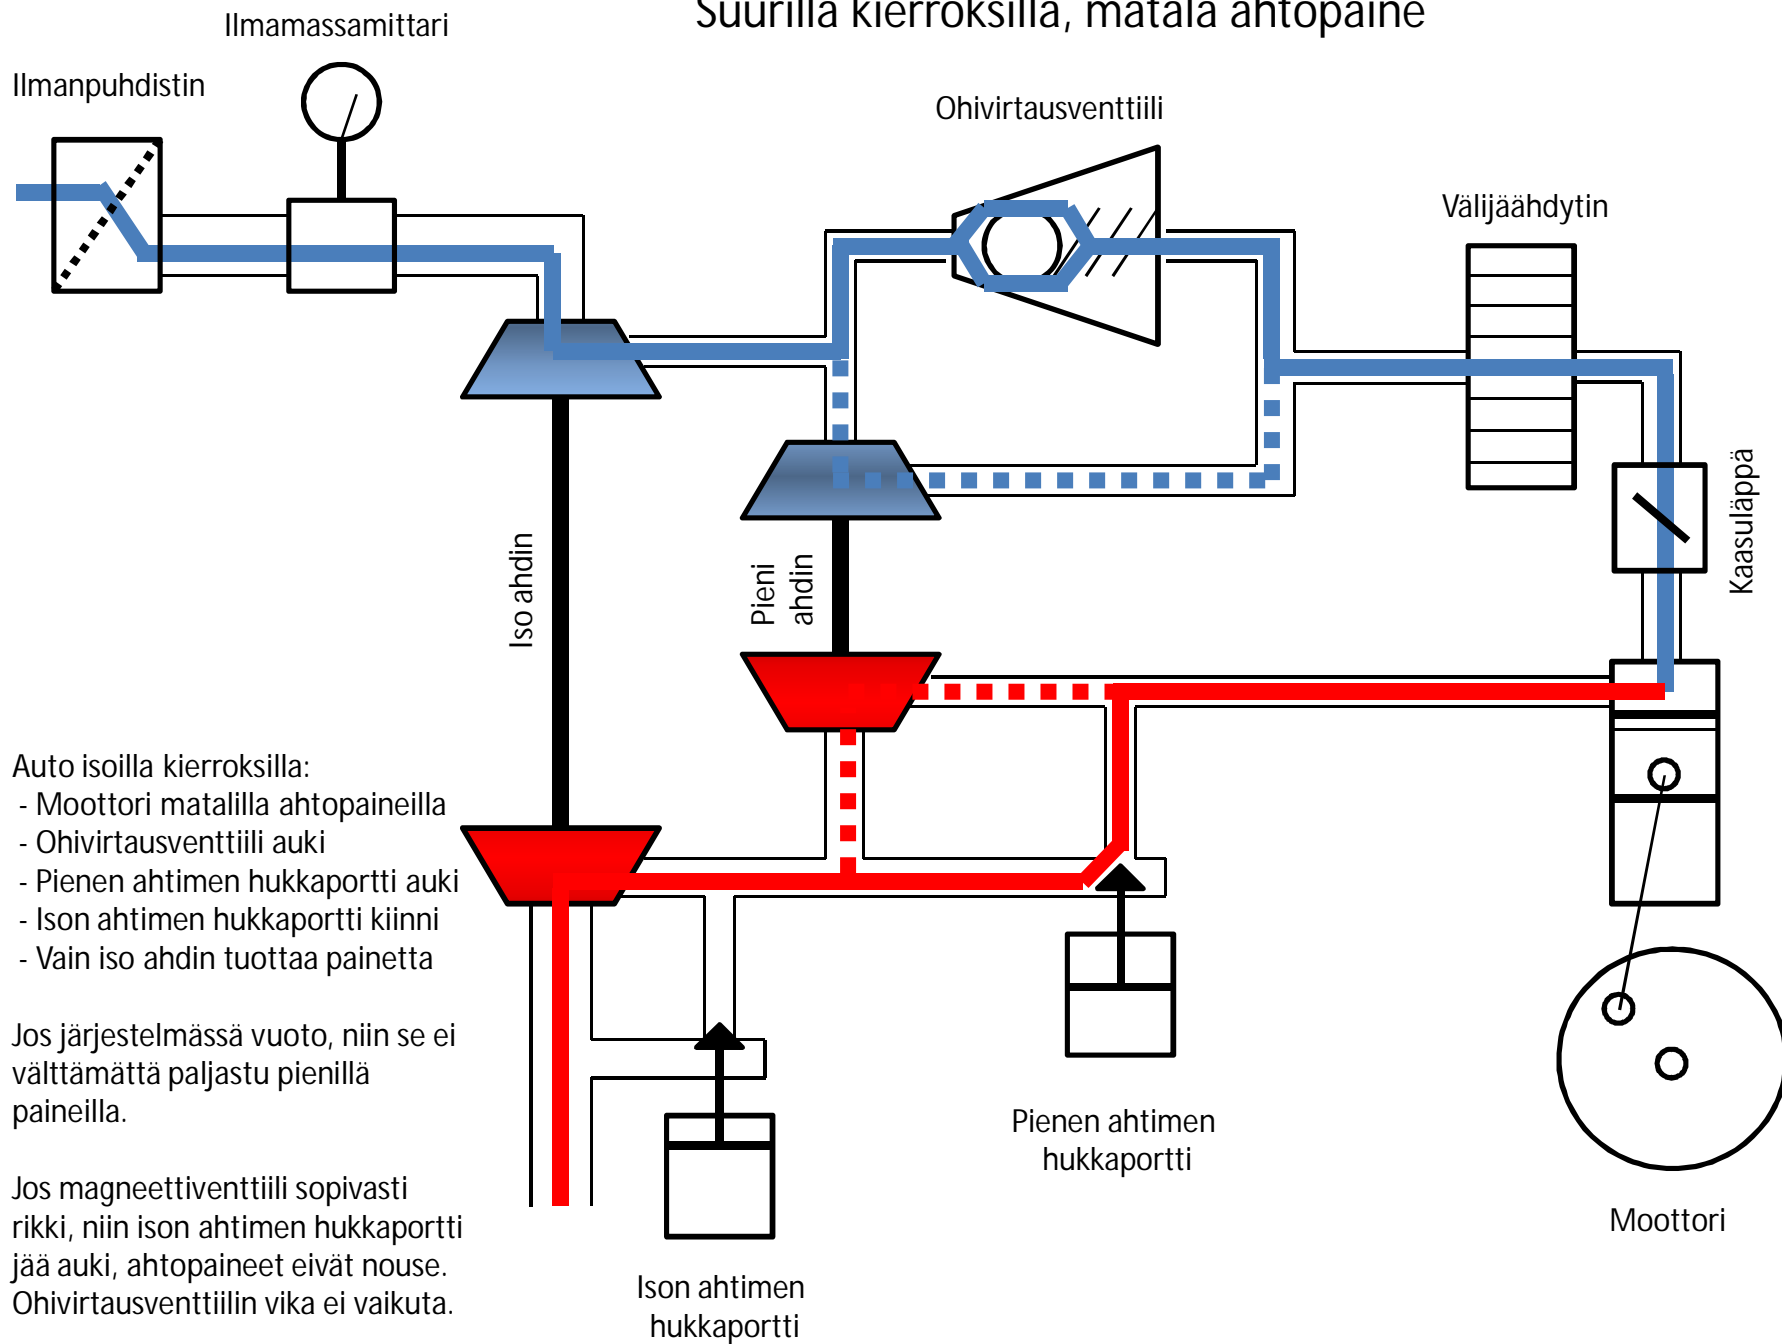 Suurilla kierroksilla, matala ahtopaine
Ilmamassamittari
Ilmanpuhdistin
Ohivirtausventtiili
Välijäähdytin
Kaasuläppä
Iso ahdin
Pieni
ahdin
Auto isoilla kierroksilla:
- Moottori matalilla ahtopaineilla
- Ohivirtausventtiili auki
- Pienen ahtimen hukkaportti auki
- Ison ahtimen hukkaportti kiinni
- Vain iso ahdin tuottaa painetta
Jos järjestelmässä vuoto, niin se ei
välttämättä paljastu pienillä
paineilla.
Jos magneettiventtiili sopivasti
rikki, niin ison ahtimen hukkaportti
jää auki, ahtopaineet eivät nouse.
Ohivirtausventtiilin vika ei vaikuta.
Pienen ahtimen
hukkaportti
Moottori
Ison ahtimen
hukkaportti